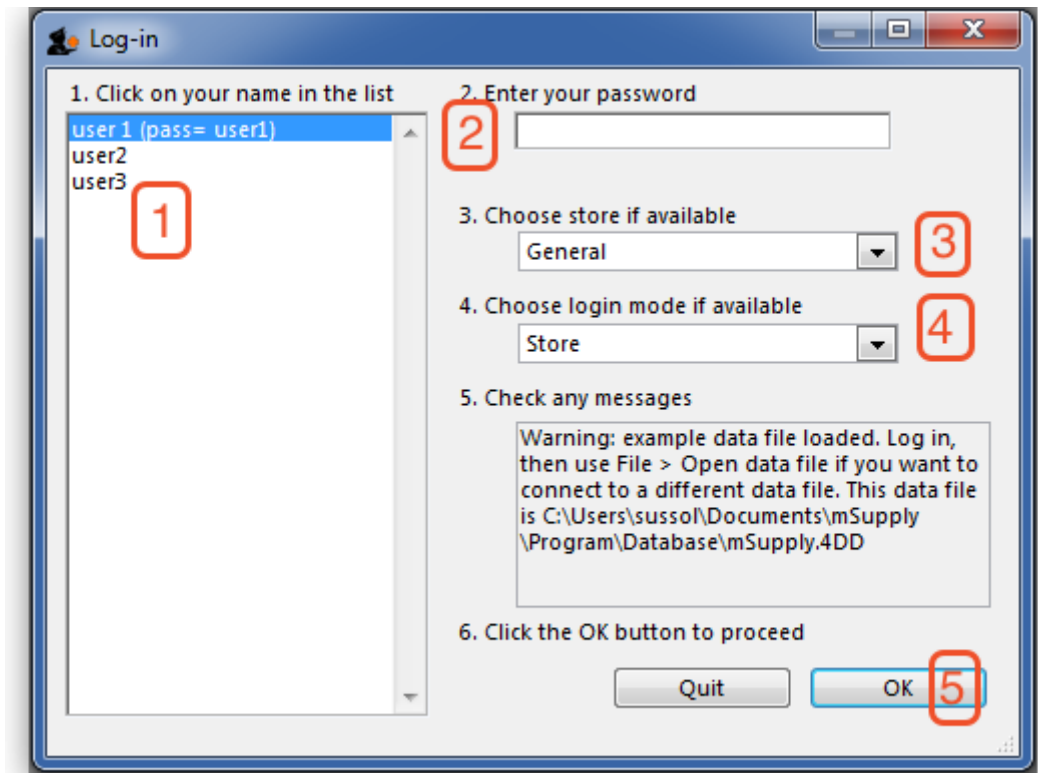 Log-in
1. Click on your name in the list
user 1 (pass= user1)
user2
user3
1
2. Enter your password
2
3. Choose store if available
General
3
4. Choose login mode if available
Store
4
5. Check any messages
Warning: example data file loaded. Log in,
then use File > Open data file if you want to
connect to a different data file. This data file
is C:\Users\sussol\Documents\mSupply
\Program\Database\mSupply.4DD
6. Click the OK button to proceed
Quit
OK
5